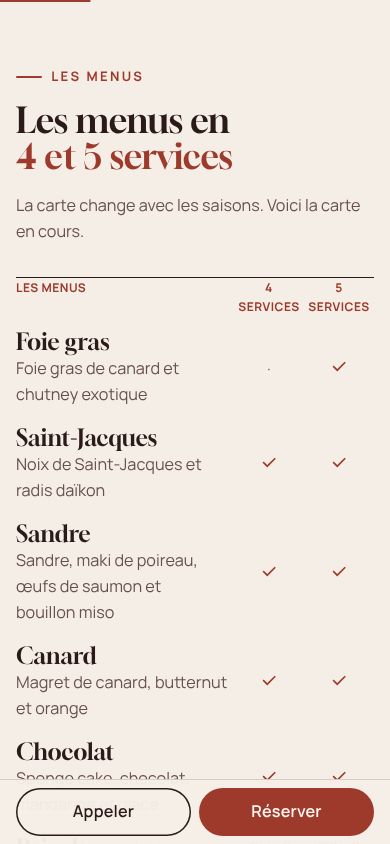 LES MENUS
Les menus en
4 et 5 services
La carte change avec les saisons. Voici la carte
en cours.
LES MENUS 4 SERVICES 5 SERVICES
Foie gras
Foie gras de canard et
chutney exotique
Saint-Jacques
Noix de Saint-Jacques et
radis daïkon
Sandre
Sandre, maki de poireau,
œufs de saumon et
bouillon miso
Canard
Magret de canard, butternut
et orange
Chocolat
Sponge cake, chocolat
Appeler
Réserver